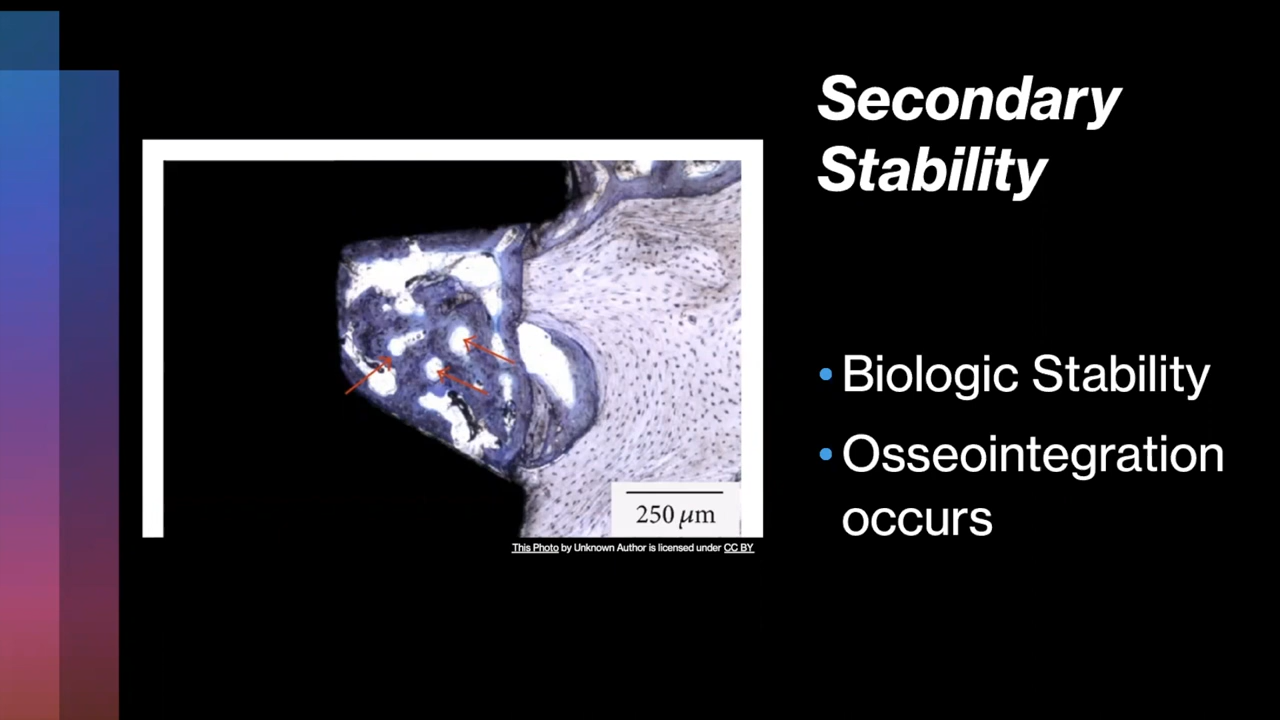 Secondary
Stability
• Biologic Stability
• Osseointegration
occurs
250 μm
This Photo by Unknown Author is licensed under CC BY